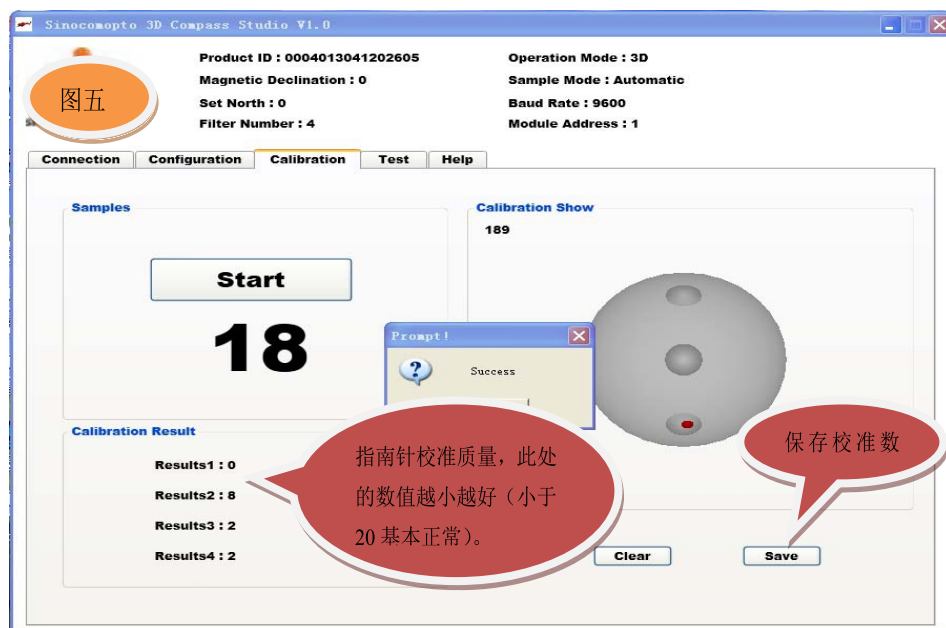 Sinocomopto 3D Compass Studio V1.0
Product ID : 0004013041202605
Operation Mode : 3D
Magnetic Declination : 0
Sample Mode : Automatic
图五
Set North : 0
Baud Rate : 9600
Filter Number : 4
Module Address : 1
Connection
Configuration
Calibration
Test
Help
Samples
Calibration Show
189
Start
18
Prompt!
Success
Calibration Result
Results1 : 0
Results2 : 8
Results3 : 2
Results4 : 2
指南针校准质量，此处
的数值越小越好（小于
20 基本正常）。
保存校准数
Clear
Save